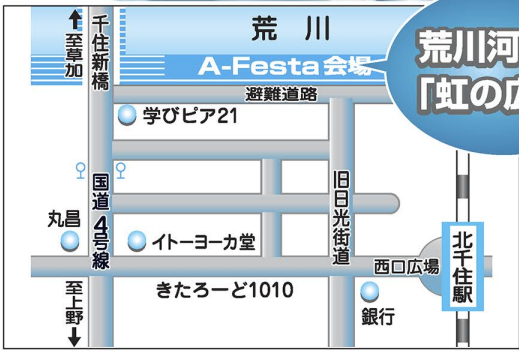 至草加
千住新橋
荒川
A-Festa会場
荒川河
「虹の広
避難道路
学びピア21
国道4号線
旧日光街道
丸昌
イトーヨーカ堂
西口広場
北千住駅
至上野
きたろーど1010
銀行